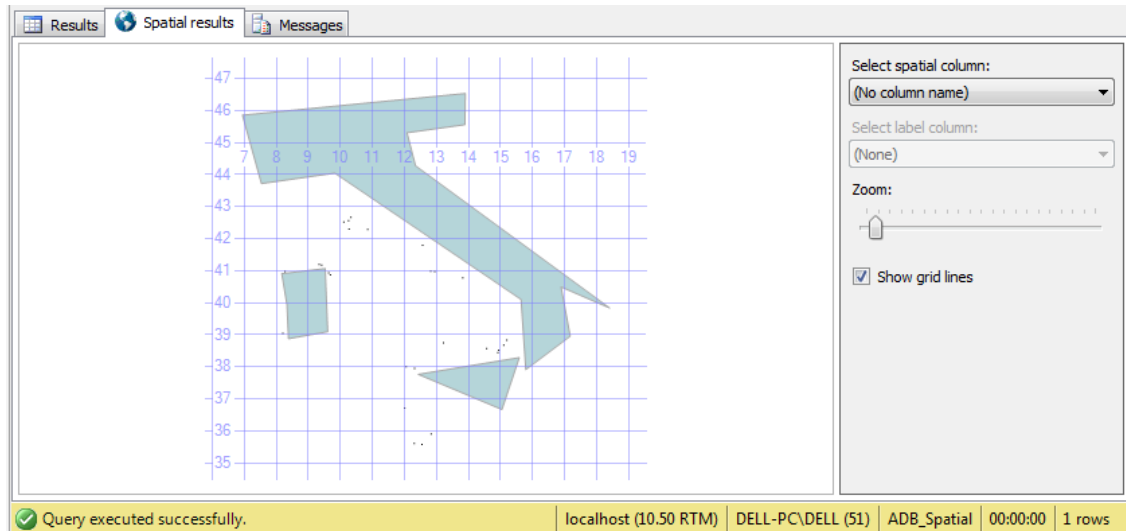 Results Spatial results Messages
47
46
45
7 8 9 10 11 12 13 14 15 16 17 18 19
44
43
42
41
40
39
38
37
36
35
Select spatial column:
(No column name)
Select label column:
(None)
Zoom:
Show grid lines
Query executed successfully. localhost (10.50 RTM) DELL-PC\DELL (51) ADB_Spatial 00:00:00 1 rows